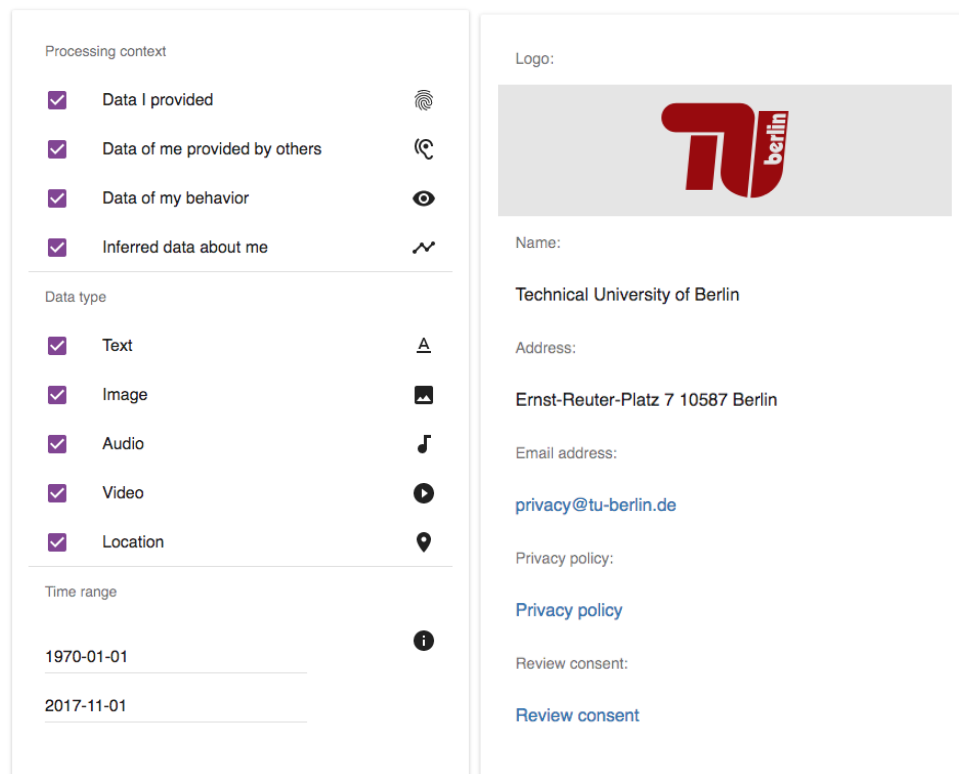 Processing context
Data I provided
Data of me provided by others
Data of my behavior
Inferred data about me
Data type
Text
A
Image
Audio
Video
Location
Time range
1970-01-01
2017-11-01
Logo:
TU berlin
Name:
Technical University of Berlin
Address:
Ernst-Reuter-Platz 7 10587 Berlin
Email address:
privacy@tu-berlin.de
Privacy policy:
Privacy policy
Review consent:
Review consent